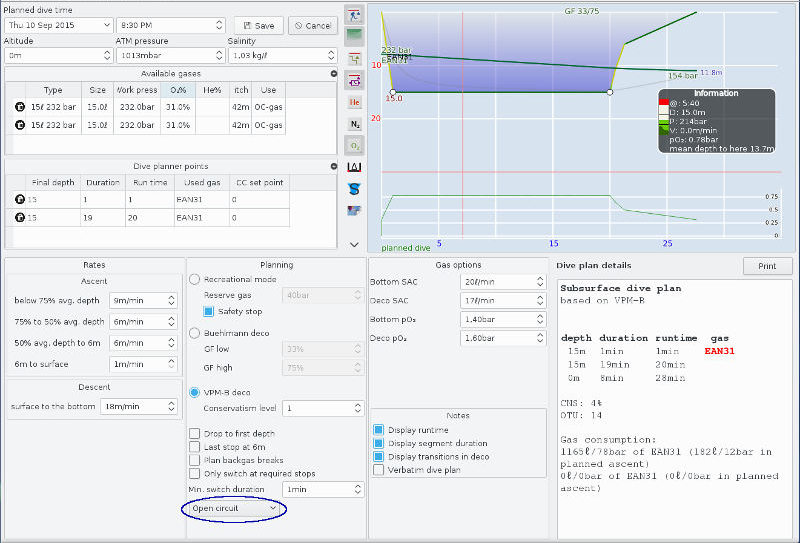 Planned dive time
Thu 10 Sep 2015
8:30 PM
Save
Cancel
Altitude
ATM pressure
Salinity
0m
1013mbar
1,03 kg/ℓ
Available gases
Type Size Work press O₂% He% itch Use
15ℓ 232 bar 15.0ℓ 232.0bar 31.0% 42m OC-gas
15ℓ 232 bar 15.0ℓ 232.0bar 31.0% 42m OC-gas
Dive planner points
Final depth Duration Run time Used gas CC set point
15 1 1 EAN31 0
15 19 20 EAN31 0
He
N₂
O₂
GF 33/75
232 bar
EAN31
EAN31
10
15.0
20
154 bar
11.8m
Information
@: 5:40
D: 15.0m
P: 214bar
V: 0.0m/min
pO₂: 0.78bar
mean depth to here 13.7m
0.75
0.5
0.25
0
5
15
25
planned dive
Rates
Ascent
below 75% avg. depth 9m/min
75% to 50% avg. depth 6m/min
50% avg. depth to 6m 6m/min
6m to surface 1m/min
Descent
surface to the bottom 18m/min
Planning
Recreational mode
Reserve gas 40bar
Safety stop
Buehlmann deco
GF low 33%
GF high 75%
VPM-B deco
Conservatism level 1
Drop to first depth
Last stop at 6m
Plan backgas breaks
Only switch at required stops
Min. switch duration 1min
Open circuit
Gas options
Bottom SAC 20ℓ/min
Deco SAC 17ℓ/min
Bottom pO₂ 1,40bar
Deco pO₂ 1,60bar
Notes
Display runtime
Display segment duration
Display transitions in deco
Verbatim dive plan
Dive plan details
Print
Subsurface dive plan
based on VPM-B
depth duration runtime gas
15m 1min 1min EAN31
15m 19min 20min
0m 8min 28min
CNS: 4%
OTU: 14
Gas consumption:
1165ℓ/78bar of EAN31 (182ℓ/12bar in
planned ascent)
0ℓ/0bar of EAN31 (0ℓ/0bar in planned
ascent)